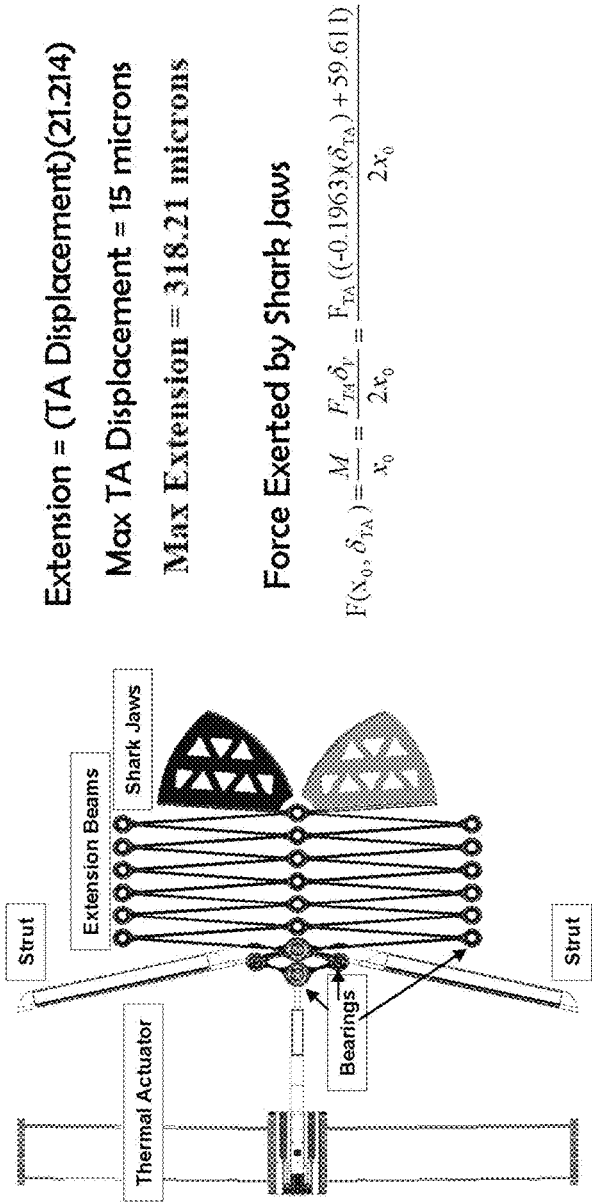 Extension = (TA Displacement)(21.214)
Max TA Displacement = 15 microns
Max Extension = 318.21 microns
Force Exerted by Shark Jaws
F(x₀, δ_TA) = M / x₀ = F_TA δ_V / 2x₀ = F_TA((-0.1963)(δ_TA) + 59.611) / 2x₀
Thermal Actuator
Strut
Extension Beams
Shark Jaws
Bearings
Strut